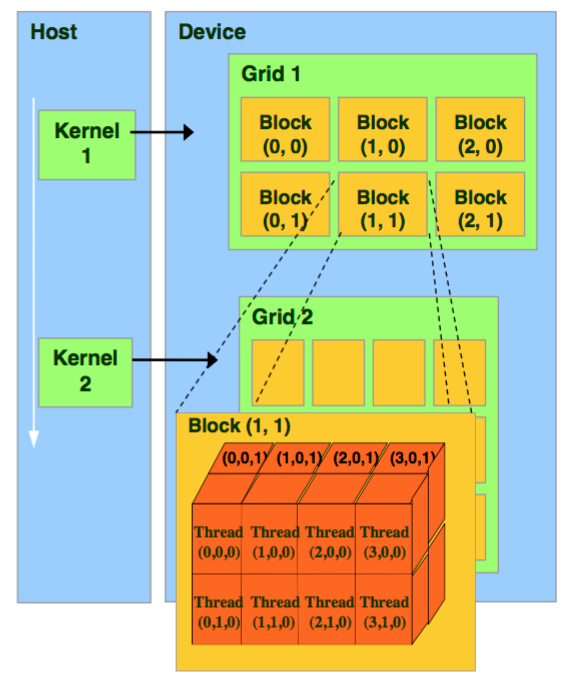 Host
Device
Grid 1
Kernel
1
Block
(0, 0)
Block
(1, 0)
Block
(2, 0)
Block
(0, 1)
Block
(1, 1)
Block
(2, 1)
Grid 2
Kernel
2
Block (1, 1)
(0,0,1) (1,0,1) (2,0,1) (3,0,1)
Thread
(0,0,0)
Thread
(1,0,0)
Thread
(2,0,0)
Thread
(3,0,0)
Thread
(0,1,0)
Thread
(1,1,0)
Thread
(2,1,0)
Thread
(3,1,0)